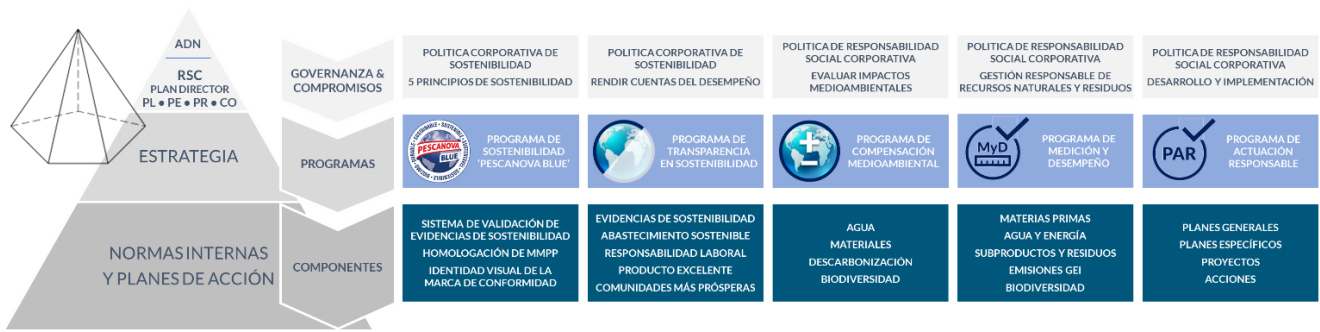 ADN
RSC
PLAN DIRECTOR
PL ● PE ● PR ● CO
ESTRATEGIA
NORMAS INTERNAS
Y PLANES DE ACCIÓN
GOVERNANZA &
COMPROMISOS
PROGRAMAS
COMPONENTES
POLITICA CORPORATIVA DE
SOSTENIBILIDAD
5 PRINCIPIOS DE SOSTENIBILIDAD
POLITICA CORPORATIVA DE
SOSTENIBILIDAD
RENDIR CUENTAS DEL DESEMPEÑO
POLITICA DE RESPONSABILIDAD
SOCIAL CORPORATIVA
EVALUAR IMPACTOS
MEDIOAMBIENTALES
POLITICA DE RESPONSABILIDAD
SOCIAL CORPORATIVA
GESTIÓN RESPONSABLE DE
RECURSOS NATURALES Y RESIDUOS
POLITICA DE RESPONSABILIDAD
SOCIAL CORPORATIVA
DESARROLLO Y IMPLEMENTACIÓN
PESCANOVA
BLUE
PROGRAMA DE
SOSTENIBILIDAD
'PESCANOVA BLUE'
PROGRAMA DE
TRANSPARENCIA
EN SOSTENIBILIDAD
PROGRAMA DE
COMPENSACIÓN
MEDIOAMBIENTAL
MyD
PROGRAMA DE
MEDICIÓN Y
DESEMPEÑO
PAR
PROGRAMA DE
ACTUACIÓN
RESPONSABLE
SISTEMA DE VALIDACIÓN DE
EVIDENCIAS DE SOSTENIBILIDAD
HOMOLOGACIÓN DE MMPP
IDENTIDAD VISUAL DE LA
MARCA DE CONFORMIDAD
EVIDENCIAS DE SOSTENIBILIDAD
ABASTECIMIENTO SOSTENIBLE
RESPONSABILIDAD LABORAL
PRODUCTO EXCELENTE
COMUNIDADES MÁS PRÓSPERAS
AGUA
MATERIALES
DESCARBONIZACIÓN
BIODIVERSIDAD
MATERIAS PRIMAS
AGUA Y ENERGÍA
SUBPRODUCTOS Y RESIDUOS
EMISIONES GEI
BIODIVERSIDAD
PLANES GENERALES
PLANES ESPECÍFICOS
PROYECTOS
ACCIONES